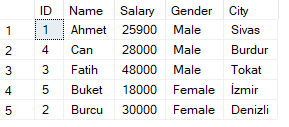 ID Name Salary Gender City
1 1 Ahmet 25900 Male Sivas
2 4 Can 28000 Male Burdur
3 3 Fatih 48000 Male Tokat
4 5 Buket 18000 Female İzmir
5 2 Burcu 30000 Female Denizli